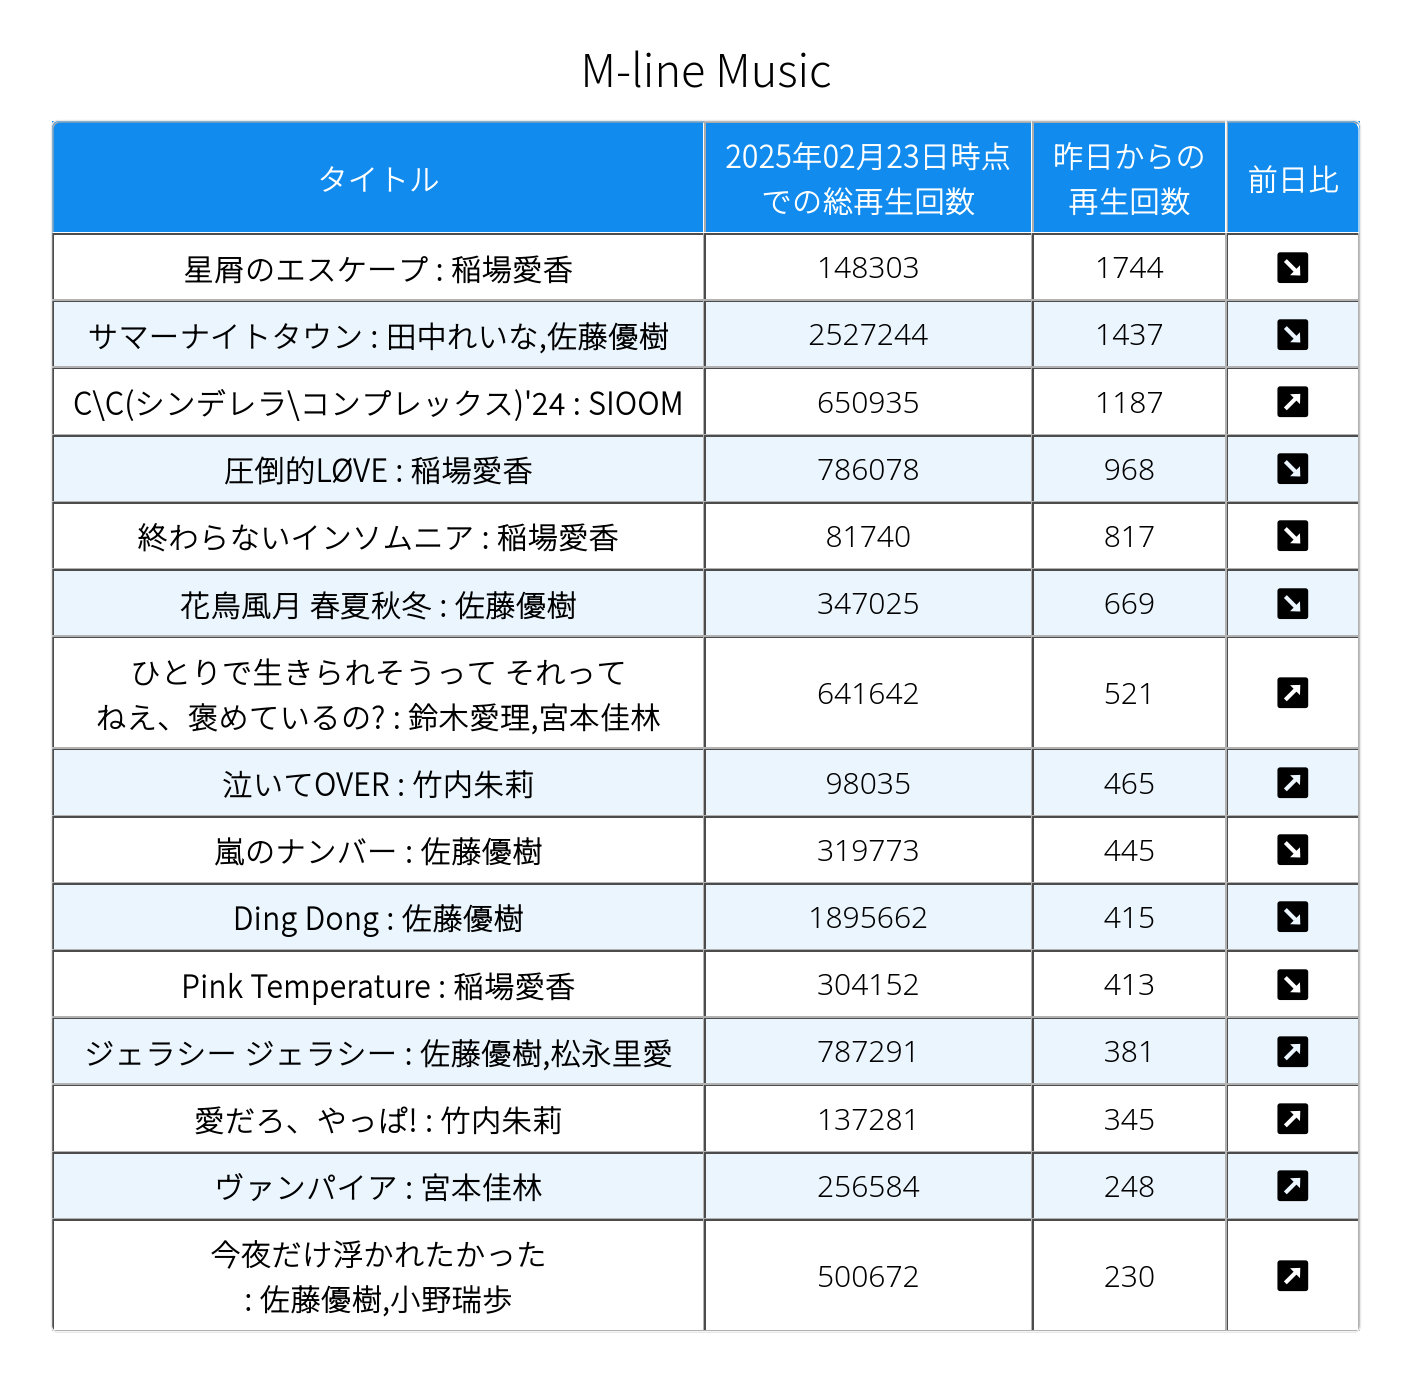 M-line Music
タイトル
2025年02月23日時点
での総再生回数
昨日からの
再生回数
前日比
星屑のエスケープ : 稲場愛香 148303 1744
サマーナイトタウン : 田中れいな,佐藤優樹 2527244 1437
C\C(シンデレラ\コンプレックス)'24 : SIOOM 650935 1187
圧倒的LØVE : 稲場愛香 786078 968
終わらないインソムニア : 稲場愛香 81740 817
花鳥風月 春夏秋冬 : 佐藤優樹 347025 669
ひとりで生きられそうって それって
ねえ、褒めているの? : 鈴木愛理,宮本佳林 641642 521
泣いてOVER : 竹内朱莉 98035 465
嵐のナンバー : 佐藤優樹 319773 445
Ding Dong : 佐藤優樹 1895662 415
Pink Temperature : 稲場愛香 304152 413
ジェラシー ジェラシー : 佐藤優樹,松永里愛 787291 381
愛だろ、やっぱ! : 竹内朱莉 137281 345
ヴァンパイア : 宮本佳林 256584 248
今夜だけ浮かれたかった
: 佐藤優樹,小野瑞歩 500672 230